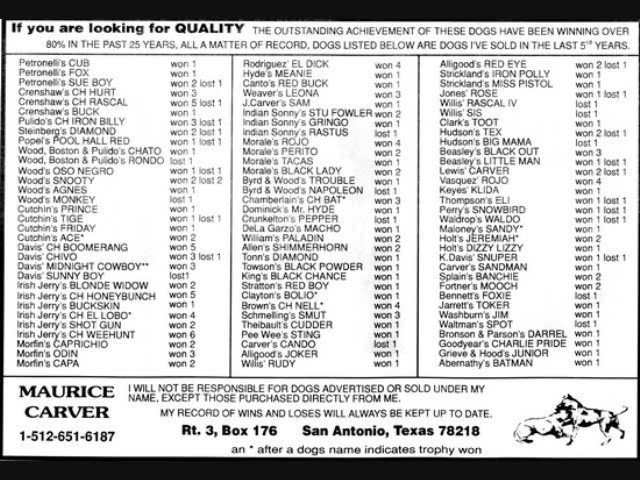 If you are looking for QUALITY THE OUTSTANDING ACHIEVEMENT OF THESE DOGS HAVE BEEN WINNING OVER
80% IN THE PAST 25 YEARS, ALL A MATTER OF RECORD, DOGS LISTED BELOW ARE DOGS I'VE SOLD IN THE LAST 5 YEARS.
Petronelli's CUB won 1
Petronelli's FOX won 1
Petronelli's SUE BOY won 2 lost 1
Crenshaw's CH HURT won 3
Crenshaw's CH RASCAL won 5 lost 1
Crenshaw's BUCK won 1
Pulido's CH IRON BILLY won 3 lost 1
Steinberg's DIAMOND won 2 lost 1
Popel's POOL HALL RED won 1 lost 1
Wood, Boston & Pulido's CHATO won 1
Wood, Boston & Pulido's RONDO lost 1
Wood's OSO NEGRO won 1 lost 1
Wood's SNOOTY won 2 lost 2
Wood's AGNES won 1
Wood's MONKEY lost 1
Cutchin's PRINCE won 1
Cutchin's TIGE won 1 lost 1
Cutchin's FRIDAY won 1
Cutchin's ACE* won 2
Davis' CH BOOMERANG won 5
Davis' CHIVO won 3 lost 1
Davis' MIDNIGHT COWBOY** won 3
Davis' SUNNY BOY lost1
Irish Jerry's BLONDE WIDOW won 2
Irish Jerry's CH HONEYBUNCH won 5
Irish Jerry's BUCKSKIN won 1
Irish Jerry's CH EL LOBO* won 4
Irish Jerry's SHOT GUN won 2
Irish Jerry's CH WEEHUNT won 6
Morfin's CAPRICHIO won 2
Morfin's ODIN won 3
Morfin's CAPA won 2
Rodriguez' EL DICK won 4
Hyde's MEANIE won 1
Canto's RED BUCK won 1
Weaver's LEONA won 3
J.Carver's SAM won 1
Indian Sonny's STU FOWLER won 2
Indian Sonny's GRINGO won 1
Indian Sonny's RASTUS lost 1
Morale's ROJO won 4
Morale's PERITO won 2
Morale's TACAS won 1
Morale's BLACK LADY won 2
Byrd & Wood's TROUBLE won 1
Byrd & Wood's NAPOLEON lost 1
Chamberlain's CH BAT* won 3
Dominick's Mr. HYDE won 1
Crunkelton's PEPPER lost 1
DeLa Garzo's MACHO won 1
William's PALADIN won 2
Allen's SHIMMERHORN won 2
Tonn's DIAMOND won 1
Towson's BLACK POWDER won 1
King's BLACK CHANCE won 1
Stratton's RED BOY won 1
Clayton's BOLIO* won 1
Brown's CH NELL* won 4
Schmelling's SMUT won 3
Theibault's CUDDER won 1
Pee Wee's STING won 1
Carver's CANDO lost 1
Alligood's JOKER won 1
Willis' RUDY won 1
Alligood's RED EYE won 2 lost 1
Strickland's IRON POLLY won 1
Strickland's MISS PISTOL won 1
Jones' ROSE won 1 lost 1
Willis' RASCAL IV lost 1
Willis' SIS lost 1
Clark's TOOT won 1
Hudson's TEX won 2 lost 1
Hudson's BIG MAMA lost 1
Beasley's BLACK OUT won 3
Beasley's LITTLE MAN won 1 lost 1
Lewis' CARVER won 2 lost 1
Vasquez' ROJO won 4
Keyes' KLIDA won 1
Thompson's ELI won 1 lost 1
Perry's SNOWBIRD won 1 lost 1
Waldrop's WALDO won 1 lost 1
Maloney's SANDY* won 1
Holt's JEREMIAH* won 2
Holt's DIZZY LIZZY won 1
K.David' SNUPER won 1 lost 1
Carver's SANDMAN won 1
Splain's BANCHIE won 2
Fortner's MOOCH won 2
Bennett's FOXIE lost 1
Jarrett's TOKER won 1
Washburn's JIM won 1
Waltman's SPOT lost 1
Bronson & Parson's DARREL won 1
Goodyear's CHARLIE PRIDE won 1
Grieve & Hood's JUNIOR won 1
Abernathy's BATMAN won 1
MAURICE
CARVER
1-512-651-6187
I WILL NOT BE RESPONSIBLE FOR DOGS ADVERTISED OR SOLD UNDER MY
NAME, EXCEPT THOSE PURCHASED DIRECTLY FROM ME.
MY RECORD OF WINS AND LOSES WILL ALWAYS BE KEPT UP TO DATE.
Rt. 3, Box 176 San Antonio, Texas 78218
an * after a dogs name indicates trophy won